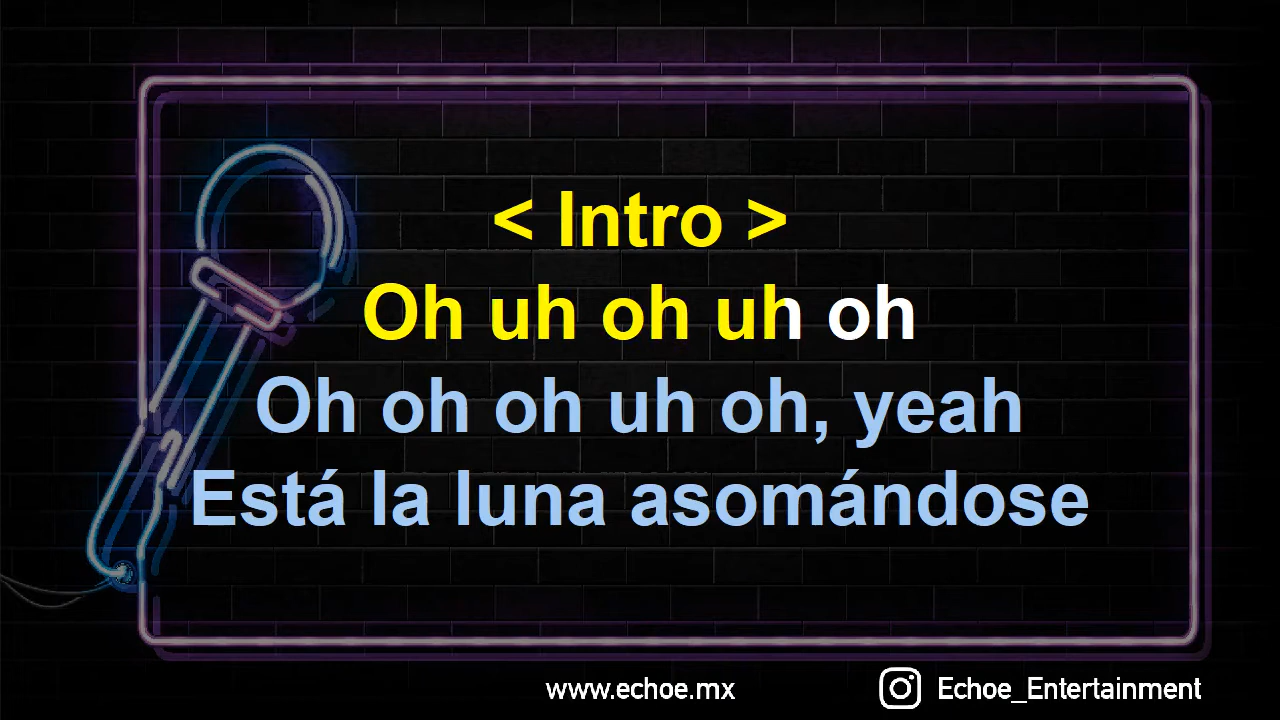 < Intro >
Oh uh oh uh oh
Oh oh oh uh oh, yeah
Está la luna asomándose
www.echoe.mx
Echoe_Entertainment